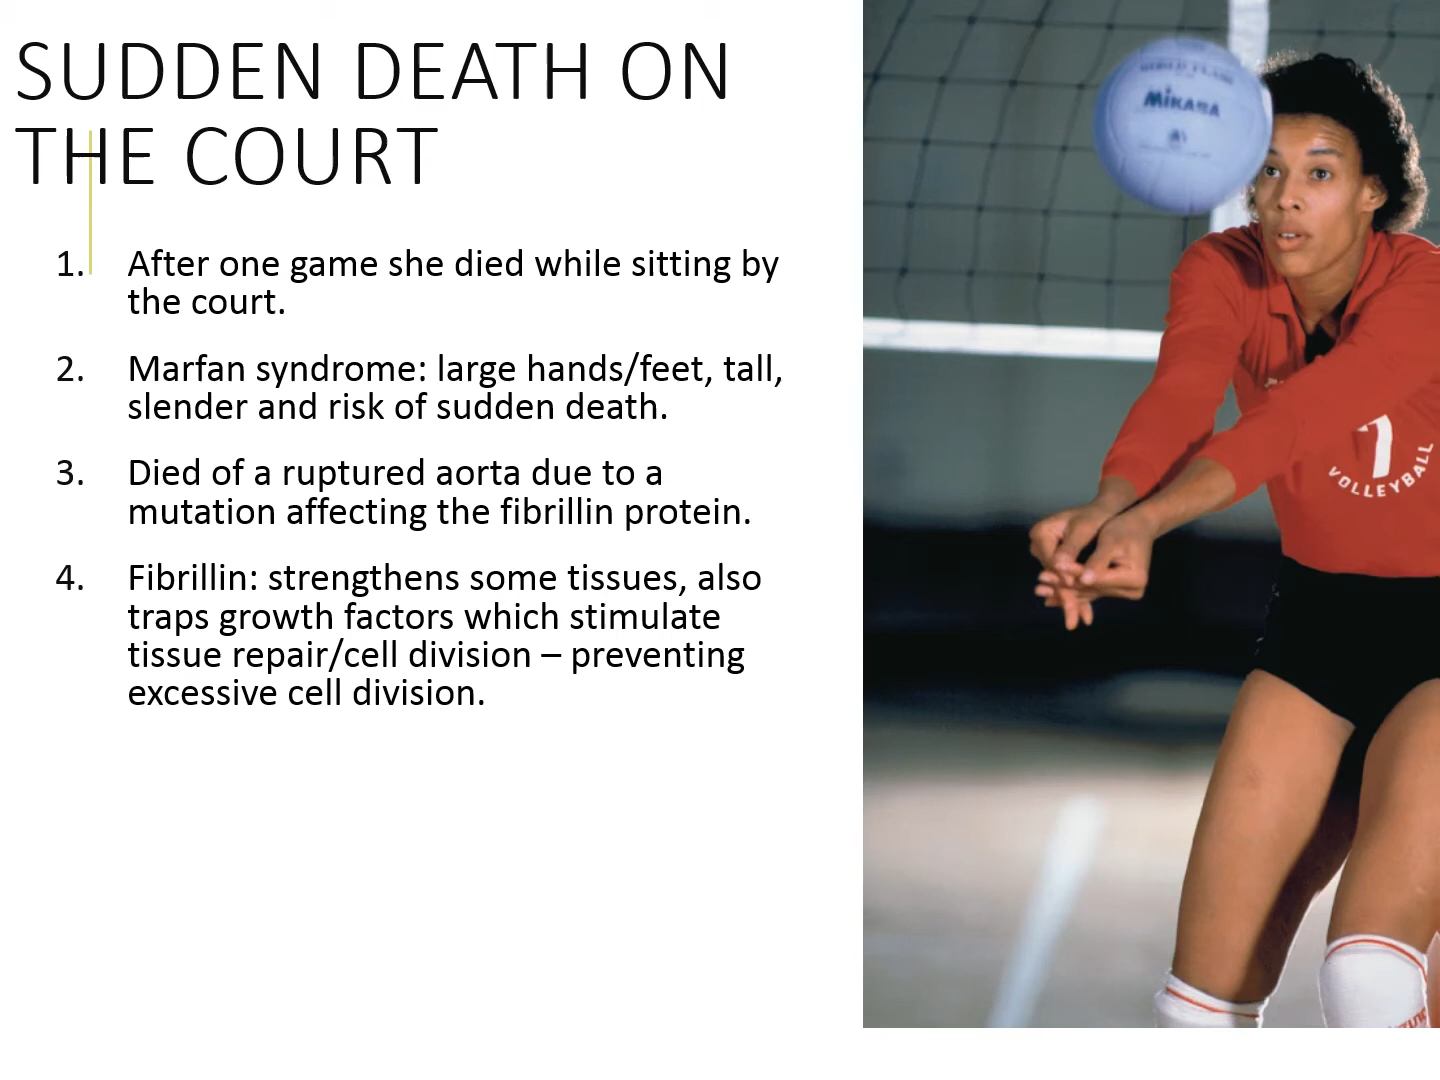 SUDDEN DEATH ON
THE COURT
1. After one game she died while sitting by
the court.
2. Marfan syndrome: large hands/feet, tall,
slender and risk of sudden death.
3. Died of a ruptured aorta due to a
mutation affecting the fibrillin protein.
4. Fibrillin: strengthens some tissues, also
traps growth factors which stimulate
tissue repair/cell division – preventing
excessive cell division.
MIKASA
VOLLEYBALL